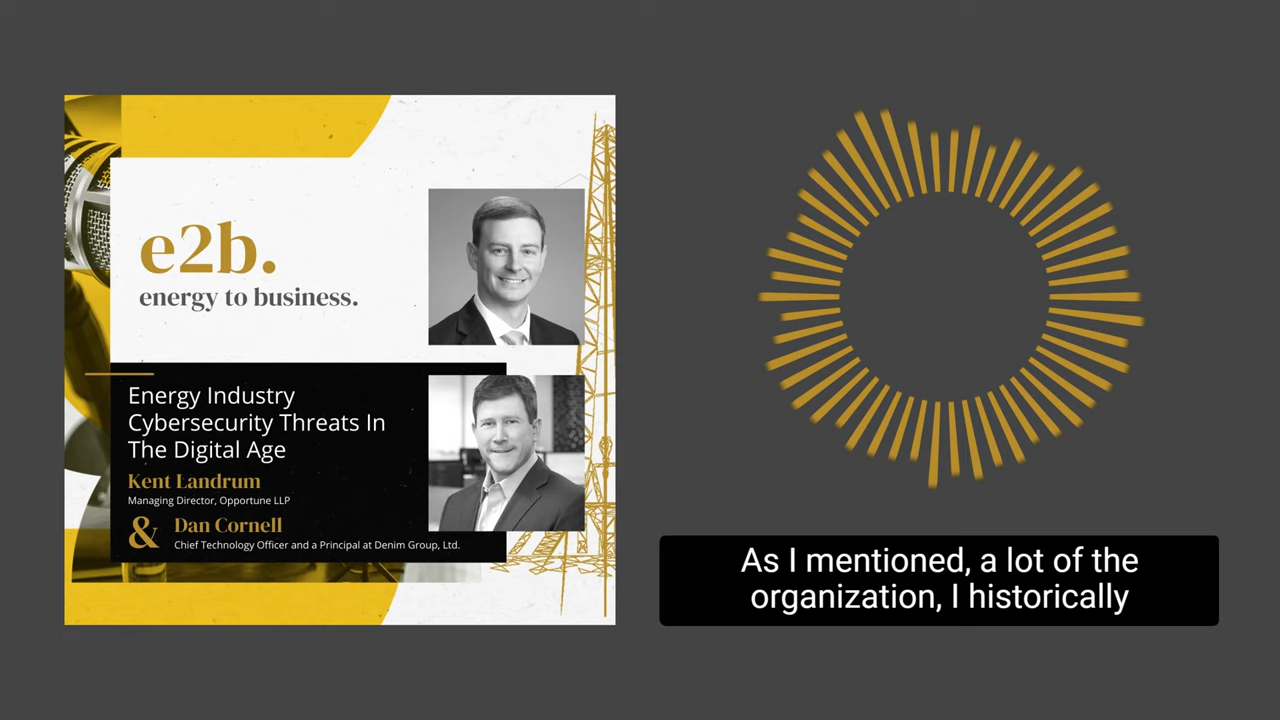 e2b.
energy to business.
Energy Industry
Cybersecurity Threats In
The Digital Age
Kent Landrum
Managing Director, Opportune LLP
& Dan Cornell
Chief Technology Officer and a Principal at Denim Group, Ltd.
As I mentioned, a lot of the
organization, I historically